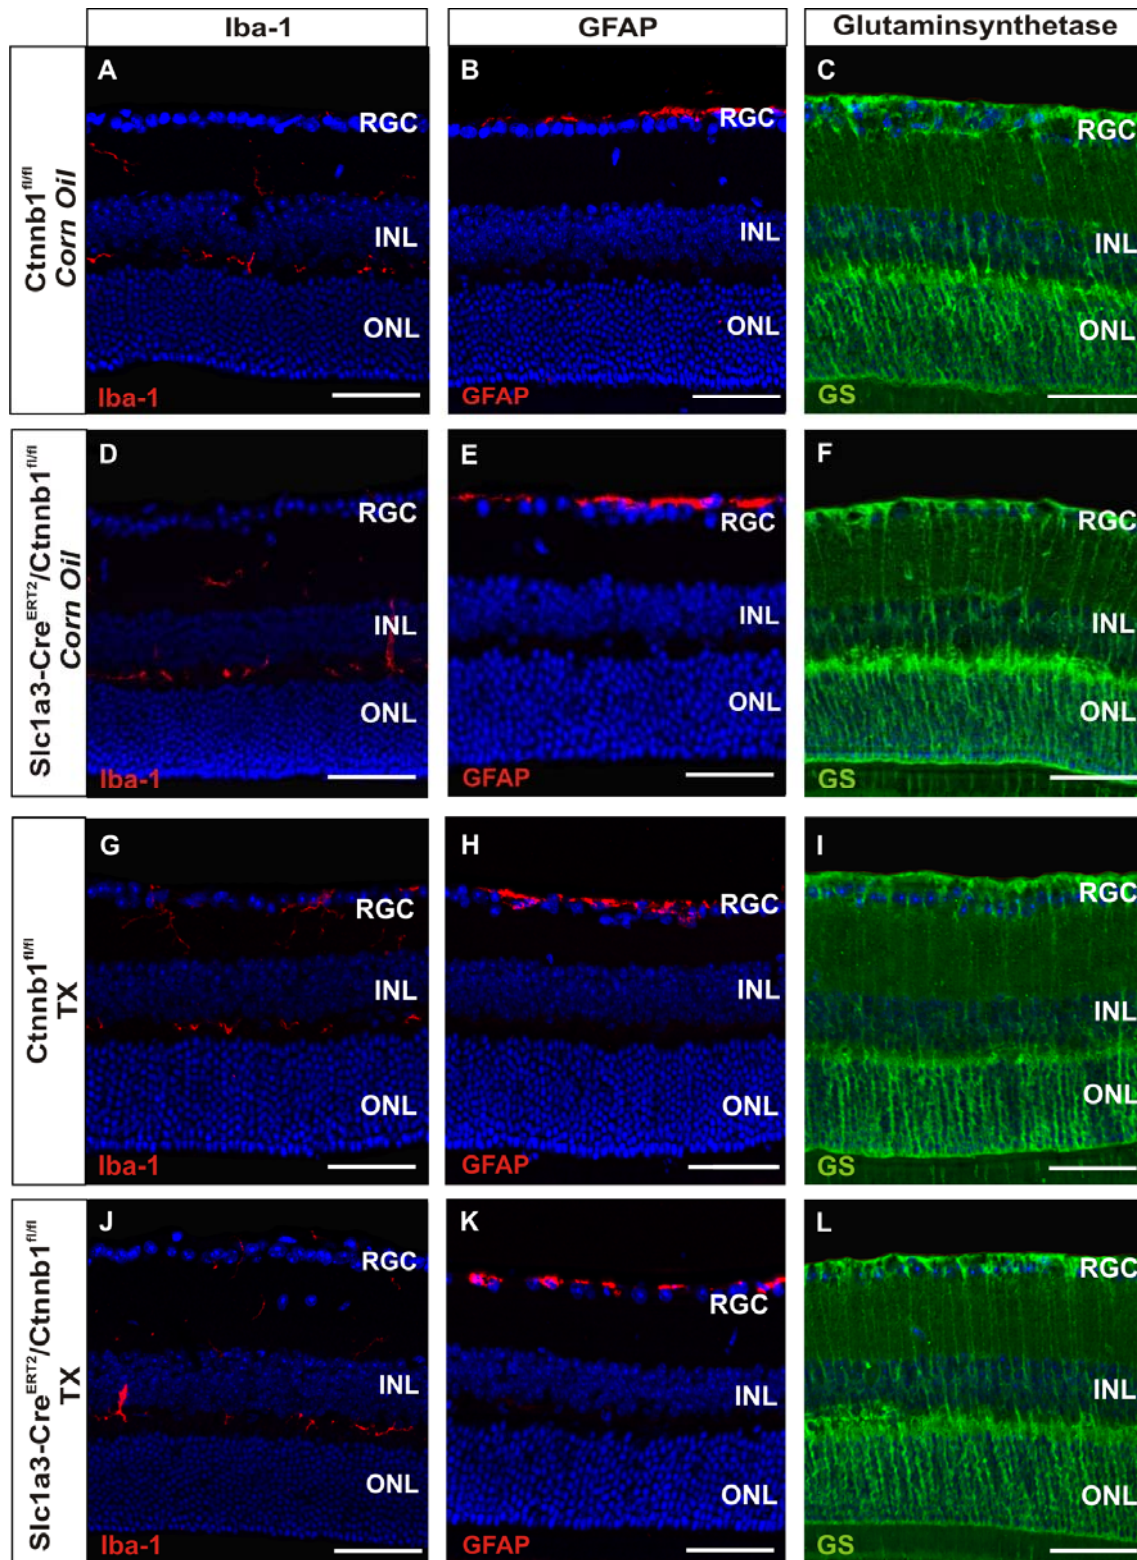 Iba-1
GFAP
Glutaminsynthetase
Ctnnb1fl/fl
Corn Oil
A
RGC
INL
ONL
Iba-1
B
RGC
INL
ONL
GFAP
C
RGC
INL
ONL
GS
Slc1a3-CreERT2/Ctnnb1fl/fl
Corn Oil
D
RGC
INL
ONL
Iba-1
E
RGC
INL
ONL
GFAP
F
RGC
INL
ONL
GS
Ctnnb1fl/fl
TX
G
RGC
INL
ONL
Iba-1
H
RGC
INL
ONL
GFAP
I
RGC
INL
ONL
GS
Slc1a3-CreERT2/Ctnnb1fl/fl
TX
J
RGC
INL
ONL
Iba-1
K
RGC
INL
ONL
GFAP
L
RGC
INL
ONL
GS